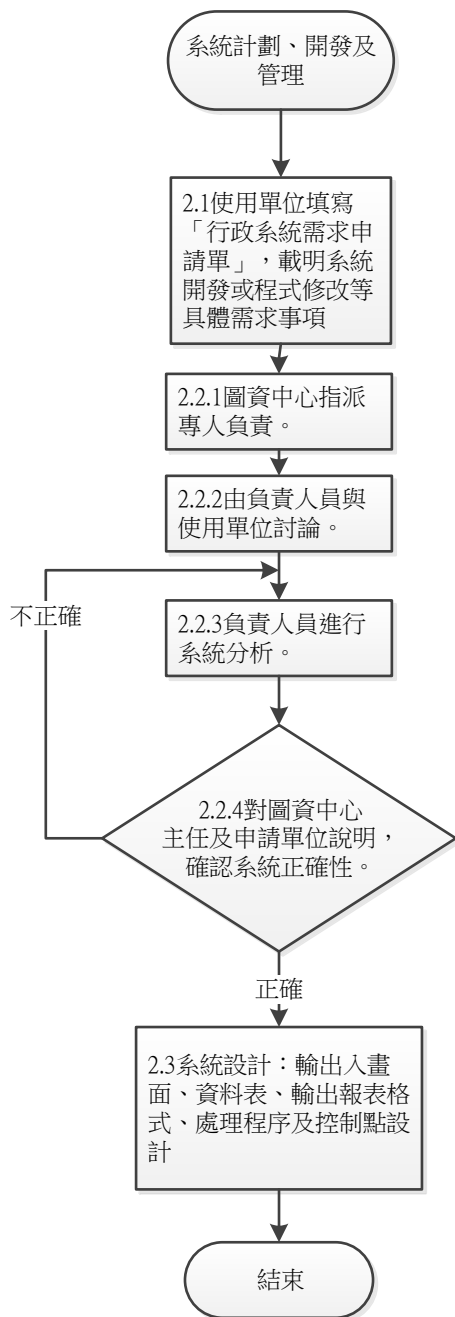 系統計劃、開發及
管理
2.1使用單位填寫
「行政系統需求申
請單」，載明系統
開發或程式修改等
具體需求事項
2.2.1圖資中心指派
專人負責。
2.2.2由負責人員與
使用單位討論。
不正確
2.2.3負責人員進行
系統分析。
2.2.4對圖資中心
主任及申請單位說明，
確認系統正確性。
正確
2.3系統設計：輸出入畫
面、資料表、輸出報表格
式、處理程序及控制點設
計
結束